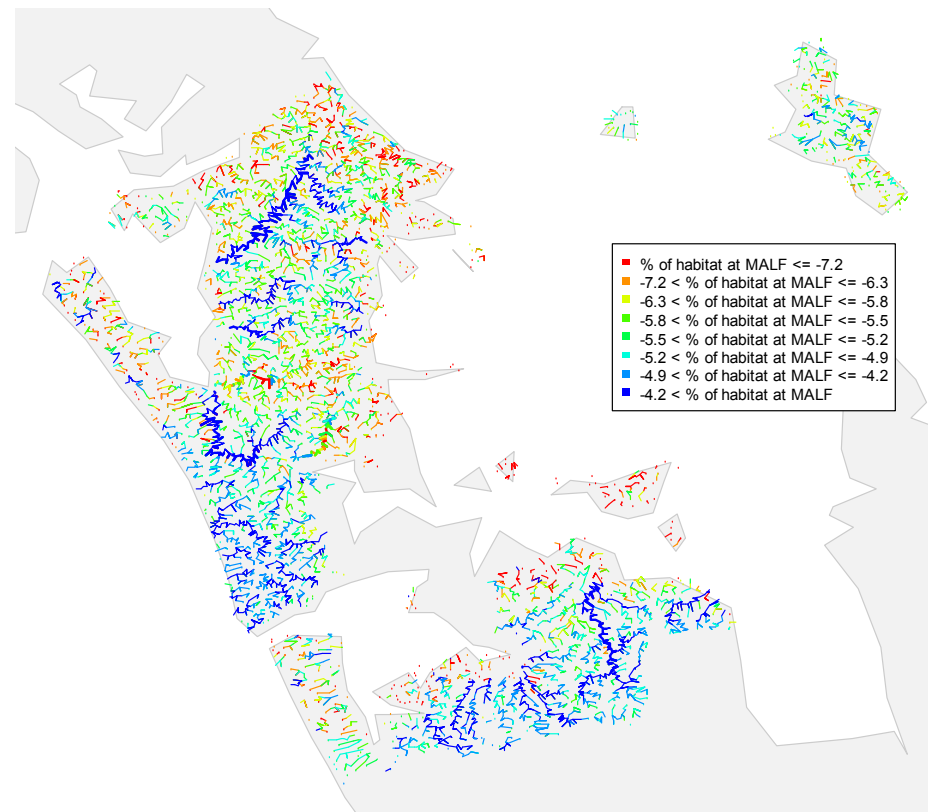 % of habitat at MALF <= -7.2
-7.2 < % of habitat at MALF <= -6.3
-6.3 < % of habitat at MALF <= -5.8
-5.8 < % of habitat at MALF <= -5.5
-5.5 < % of habitat at MALF <= -5.2
-5.2 < % of habitat at MALF <= -4.9
-4.9 < % of habitat at MALF <= -4.2
-4.2 < % of habitat at MALF